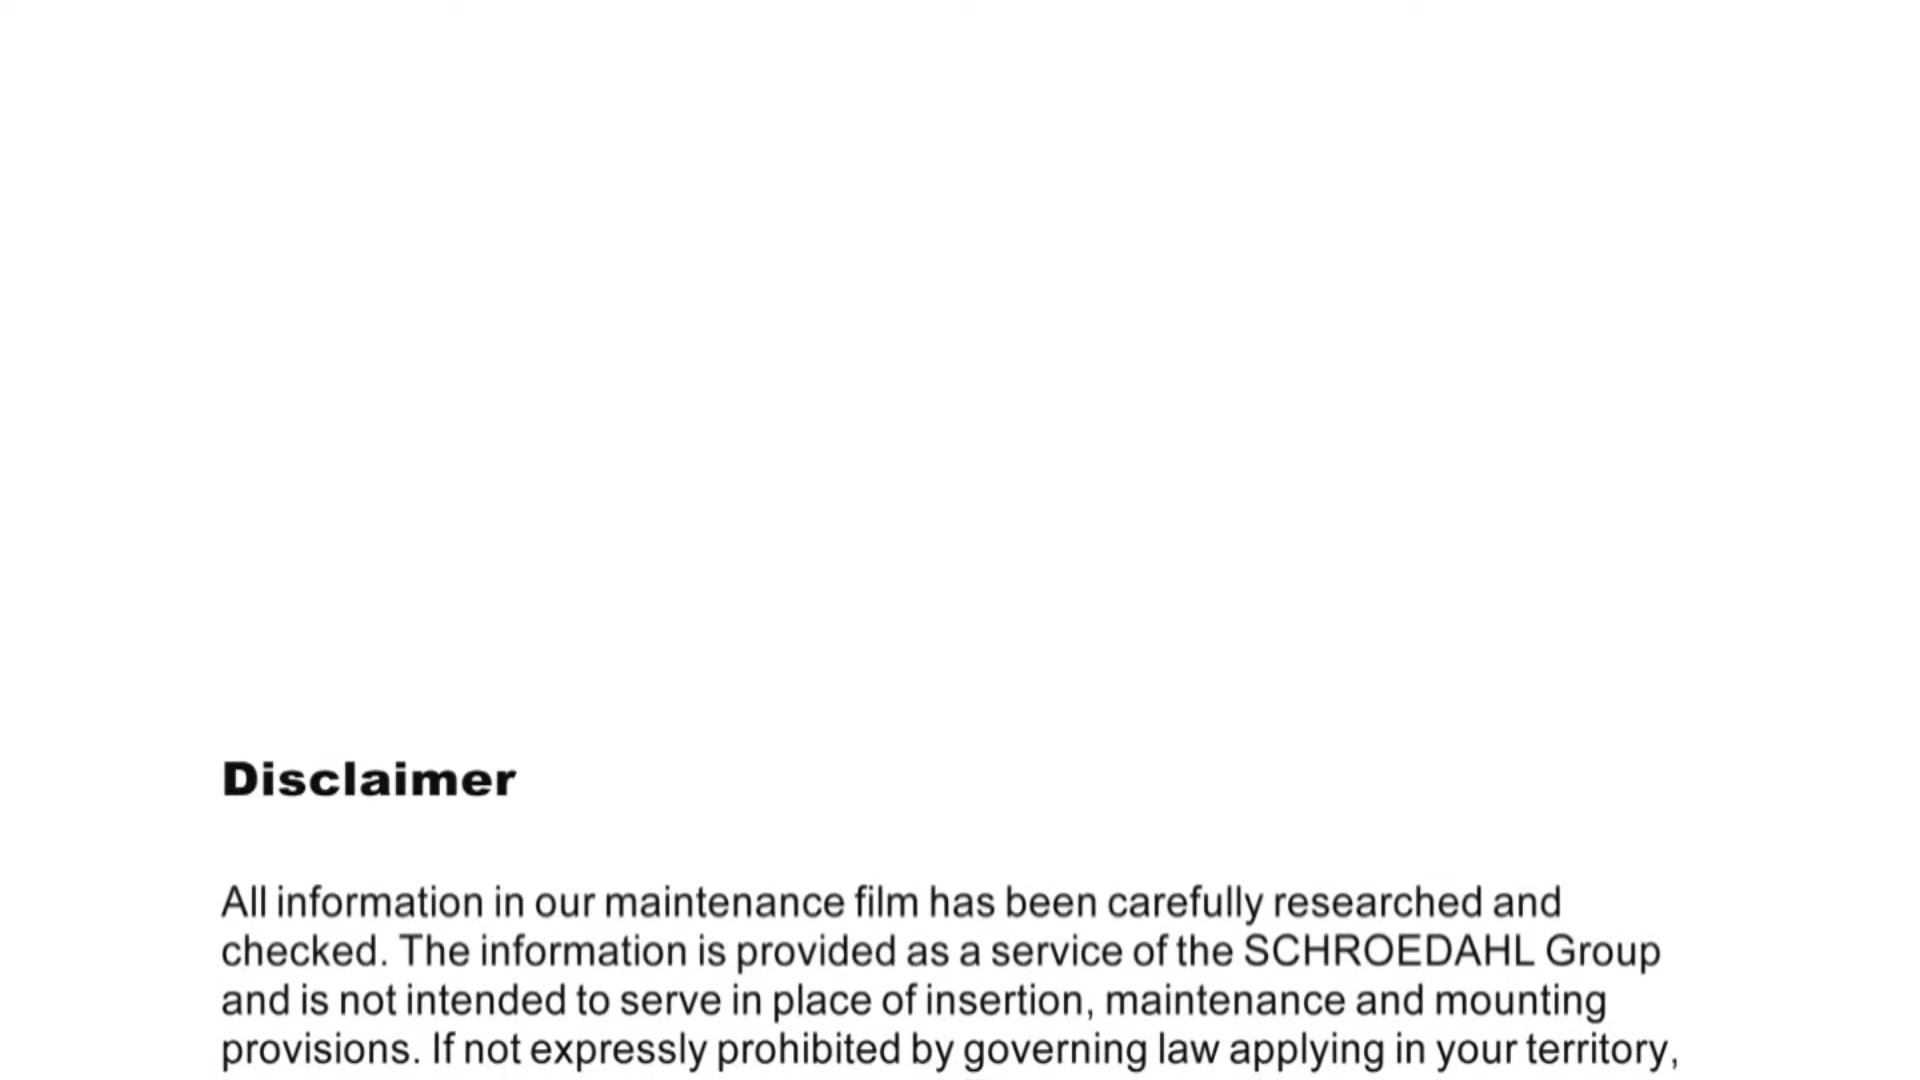 Disclaimer
All information in our maintenance film has been carefully researched and
checked. The information is provided as a service of the SCHROEDAHL Group
and is not intended to serve in place of insertion, maintenance and mounting
provisions. If not expressly prohibited by governing law applying in your territory,